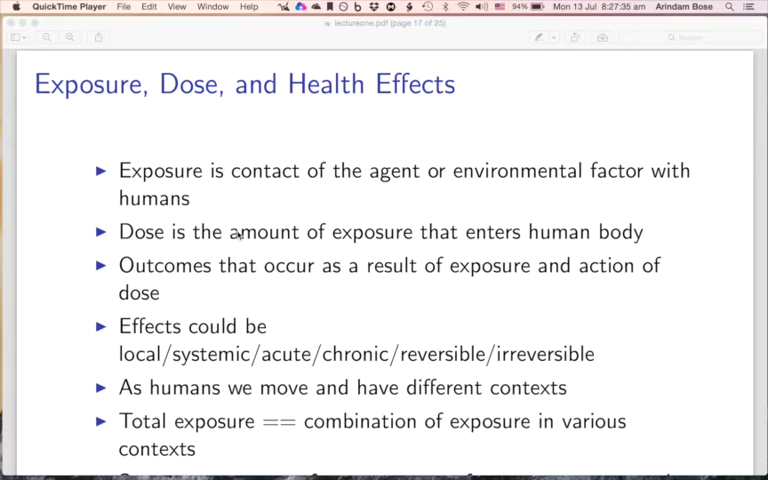 QuickTime Player File Edit View Window Help 94% Mon 13 Jul 8:27:35 am Arindam Bose
lectureone.pdf (page 17 of 25)
Search
Exposure, Dose, and Health Effects
Exposure is contact of the agent or environmental factor with
humans
Dose is the amount of exposure that enters human body
Outcomes that occur as a result of exposure and action of
dose
Effects could be
local/systemic/acute/chronic/reversible/irreversible
As humans we move and have different contexts
Total exposure == combination of exposure in various
contexts